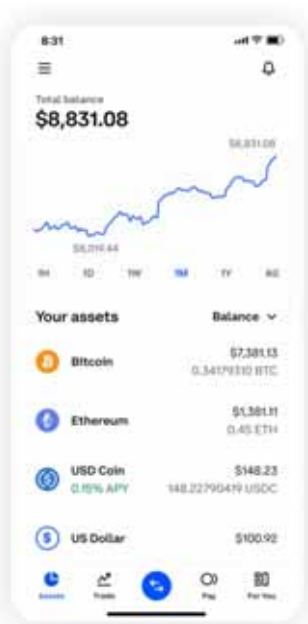 8:31
Total balance
$8,831.08
$8,831.08
$8,019.44
1H 1D 1W 1M 1Y All
Your assets Balance
Bitcoin $7,381.13
0.34179310 BTC
Ethereum $1,381.11
0.45 ETH
USD Coin $148.23
0.15% APY 148.22790419 USDC
US Dollar $100.92
Assets Trade Pay For You